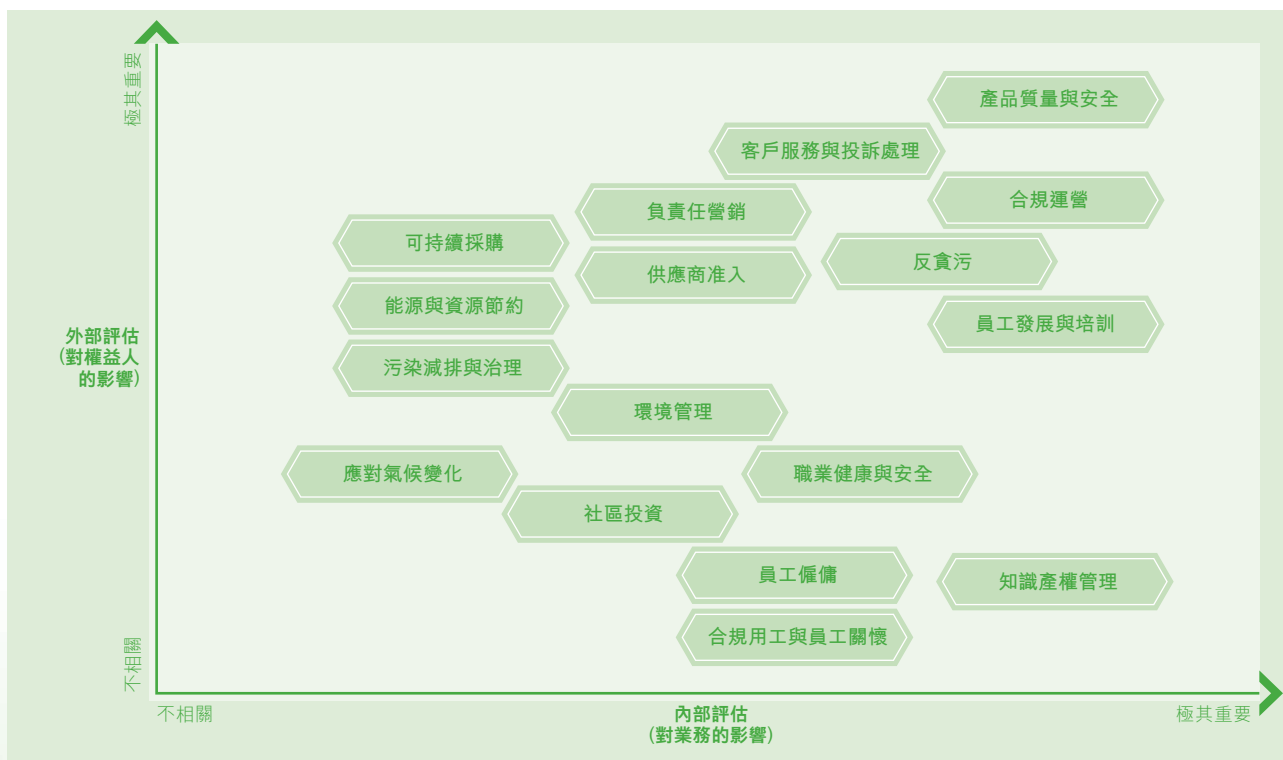 極其重要
產品質量與安全
客戶服務與投訴處理
合規運營
負責任營銷
可持續採購
反貪污
供應商准入
能源與資源節約
員工發展與培訓
外部評估
(對權益人
的影響)
污染減排與治理
環境管理
應對氣候變化
職業健康與安全
社區投資
員工僱傭
知識產權管理
合規用工與員工關懷
不相關
不相關
內部評估
(對業務的影響)
極其重要